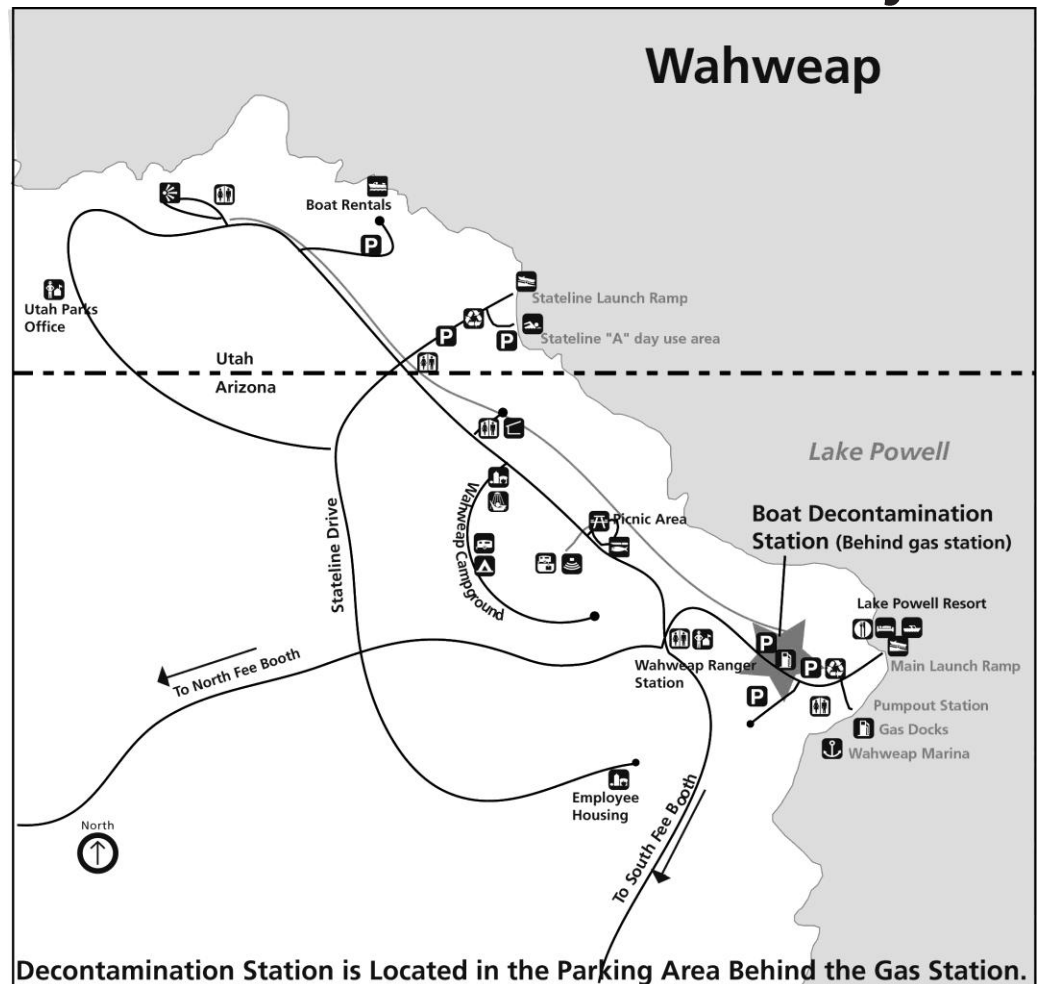 Wahweap
Boat Rentals
P
Utah Parks
Office
Stateline Launch Ramp
P
P
Stateline "A" day use area
Utah
Arizona
Lake Powell
Wahweap Campground
Picnic Area
Boat Decontamination
Station (Behind gas station)
Stateline Drive
Lake Powell Resort
P
P
Wahweap Ranger
Station
Main Launch Ramp
To North Fee Booth
P
Pumpout Station
Gas Docks
Wahweap Marina
Employee
Housing
To South Fee Booth
North
Decontamination Station is Located in the Parking Area Behind the Gas Station.